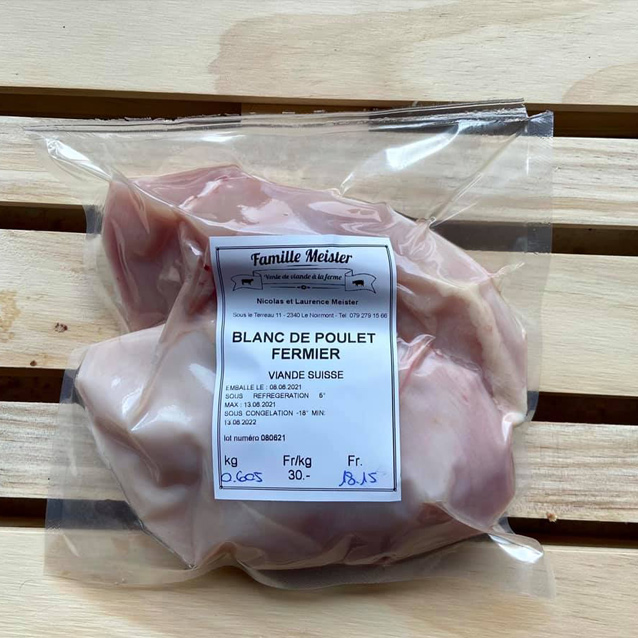 Famille Meister
Vente de viande à la ferme
Nicolas et Laurence Meister
Sous le Terreau 11 - 2340 Le Noirmont - Tel. 079 279 15 66
BLANC DE POULET
FERMIER
VIANDE SUISSE
EMBALLE LE : 08.06.2021
SOUS REFREGERATION 5°
MAX : 13.06.2021
SOUS CONGELATION -18° MIN:
13.06.2022
lot numéro 080621
kg Fr/kg Fr.
0.605 30.- 18.15